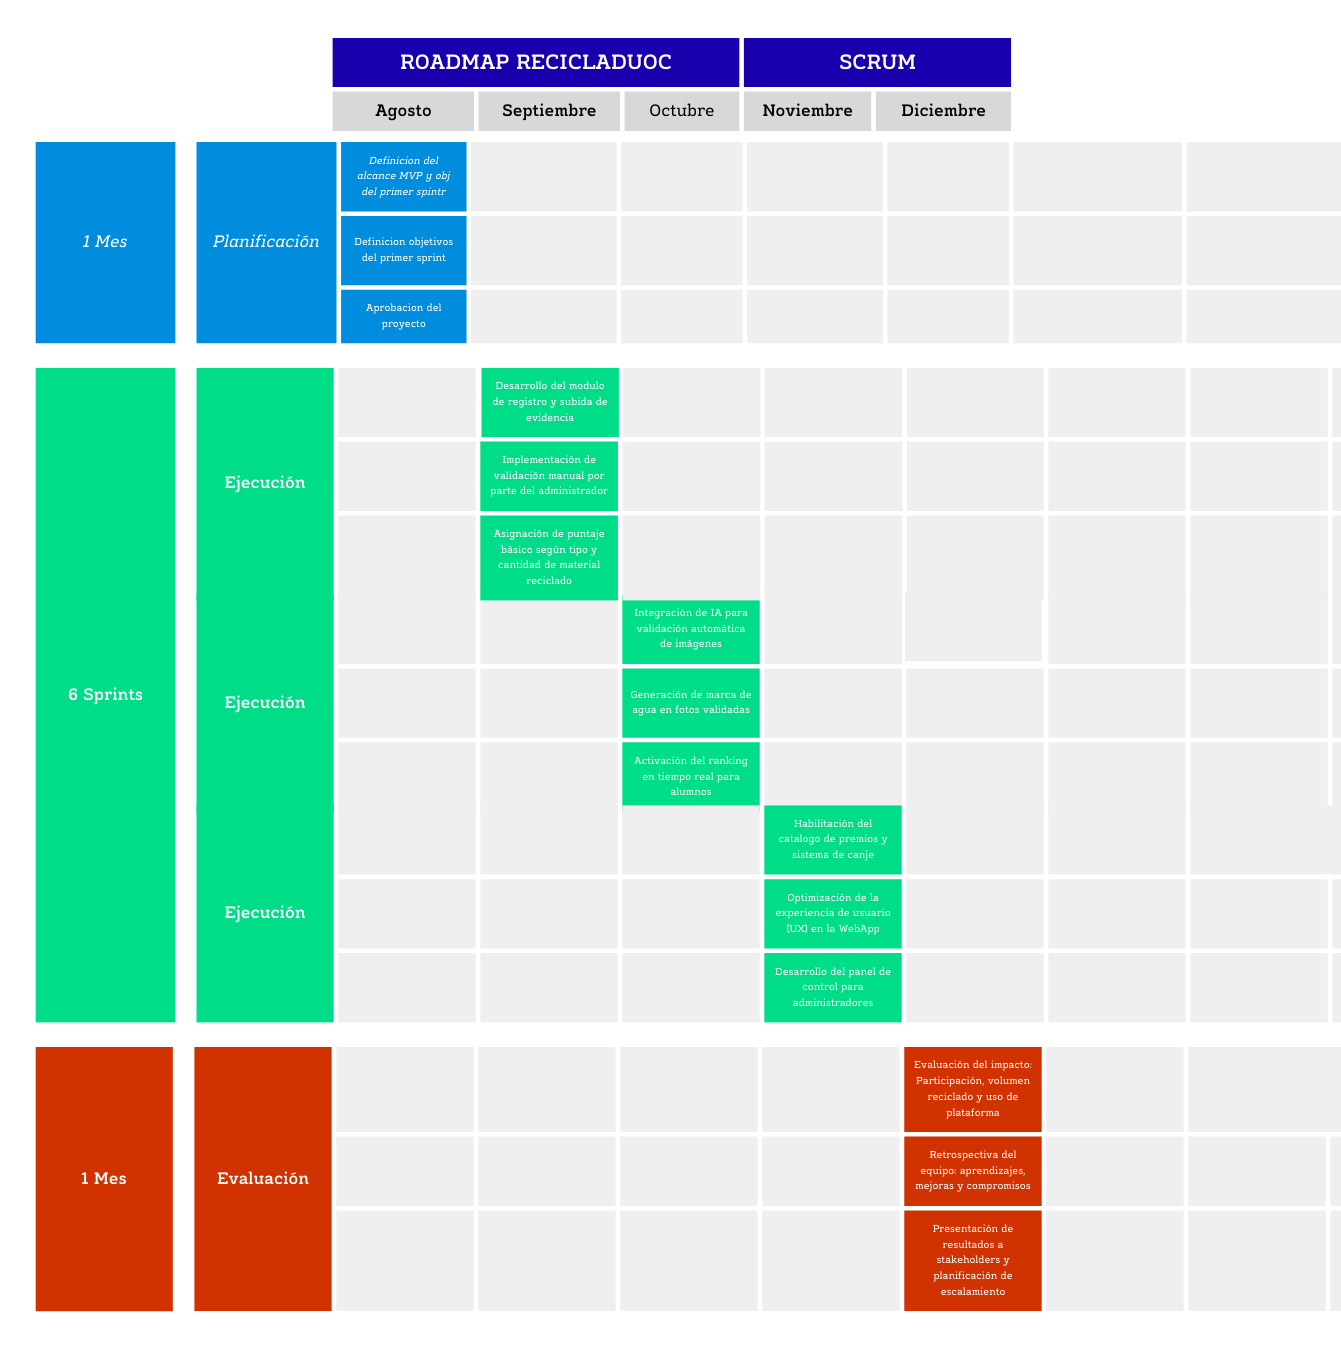 ROADMAP RECICLADUOC
SCRUM
Agosto
Septiembre
Octubre
Noviembre
Diciembre
1 Mes
Planificación
Definicion del
alcance MVP y obj
del primer spintr
Definicion objetivos
del primer sprint
Aprobacion del
proyecto
6 Sprints
Ejecución
Desarrollo del modulo
de registro y subida de
evidencia
Implementación de
validación manual por
parte del administrador
Asignación de puntaje
básico según tipo y
cantidad de material
reciclado
Ejecución
Integración de IA para
validación automática
de imágenes
Generación de marca de
agua en fotos validadas
Activación del ranking
en tiempo real para
alumnos
Ejecución
Habilitación del
catalogo de premios y
sistema de canje
Optimización de la
experiencia de usuario
(UX) en la WebApp
Desarrollo del panel de
control para
administradores
1 Mes
Evaluación
Evaluación del impacto:
Participación, volumen
reciclado y uso de
plataforma
Retrospectiva del
equipo: aprendizajes,
mejoras y compromisos
Presentación de
resultados a
stakeholders y
planificación de
escalamiento